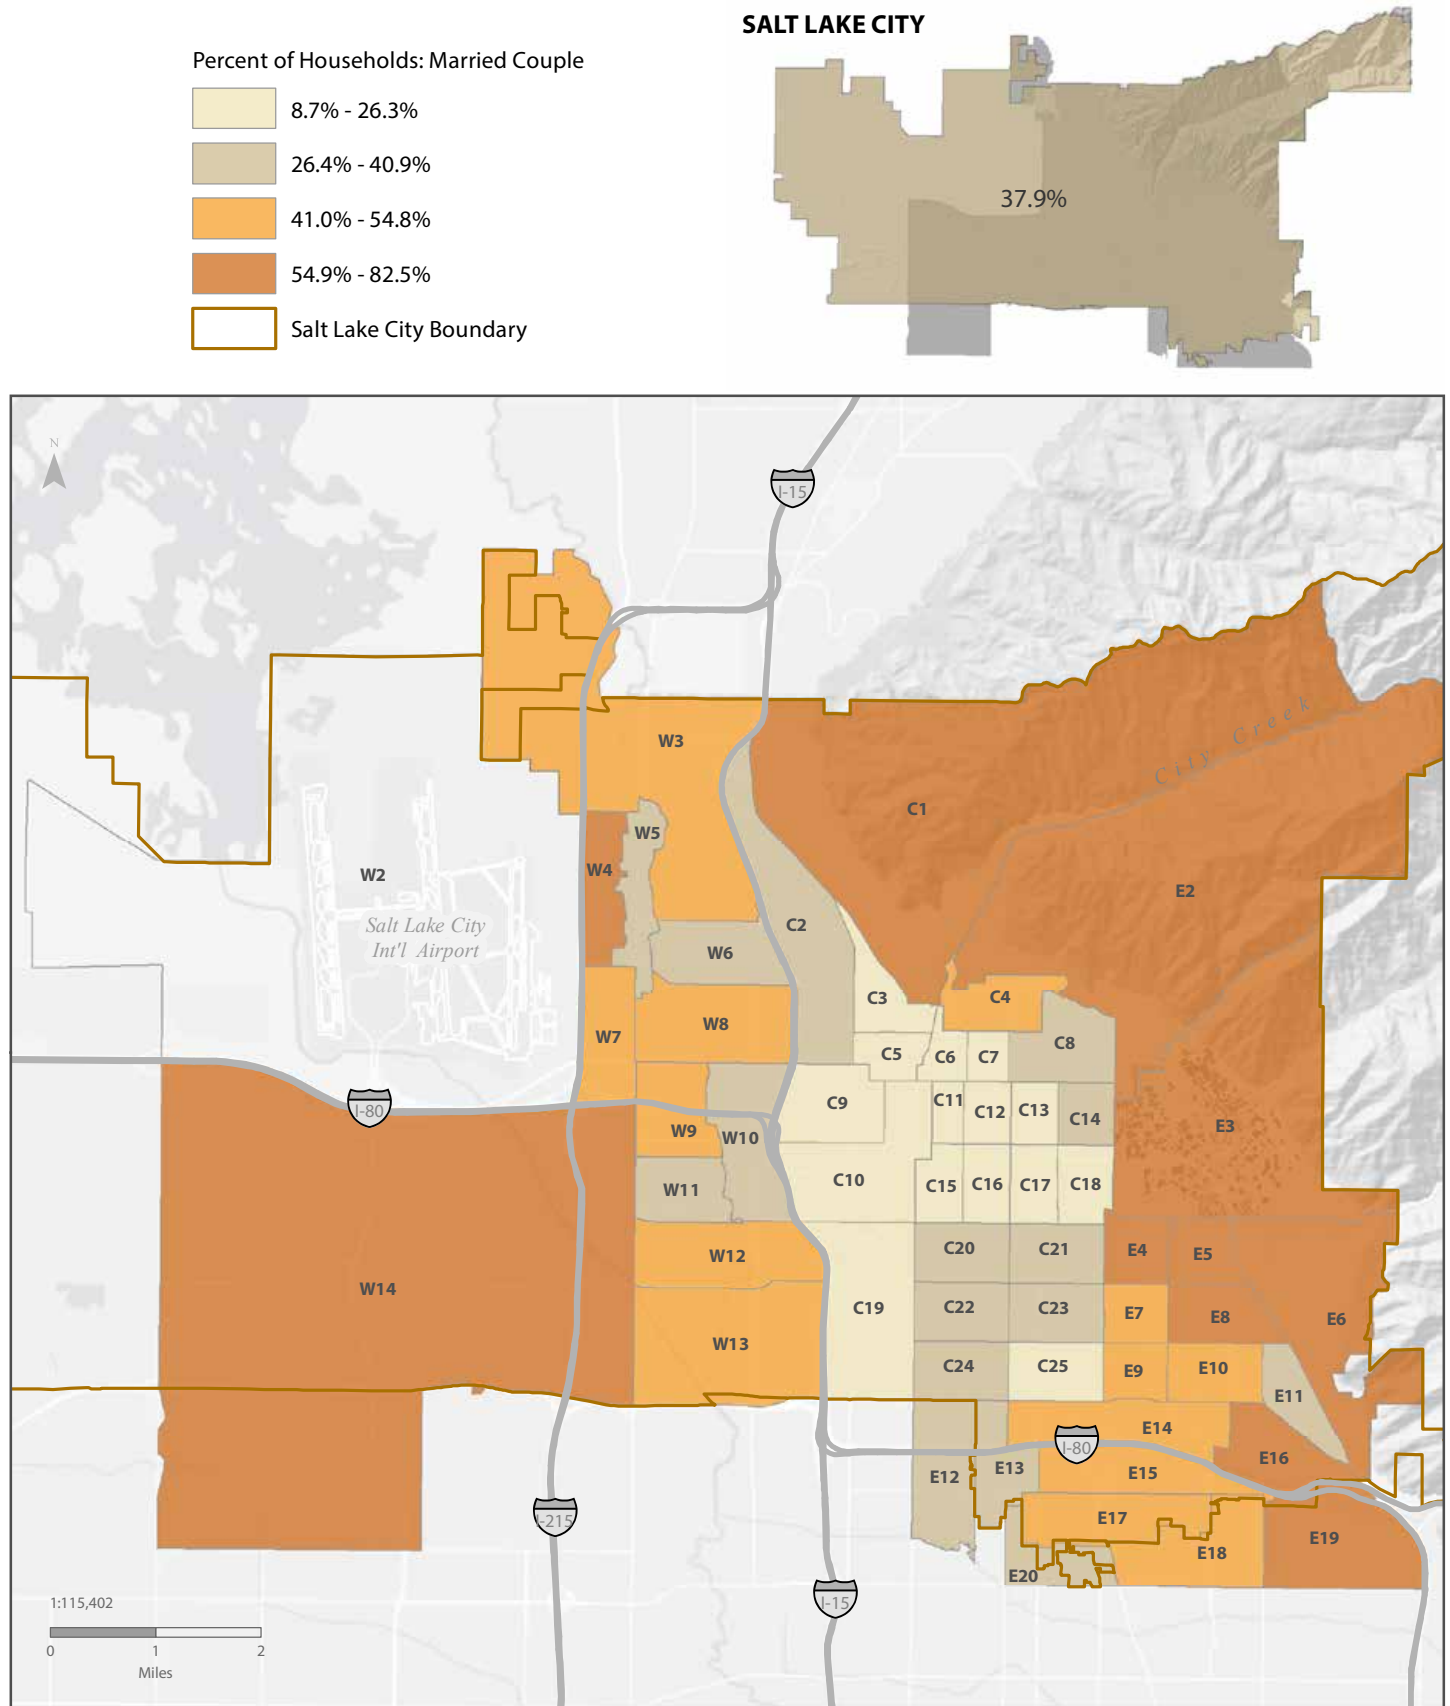 SALT LAKE CITY
Percent of Households: Married Couple
8.7% - 26.3%
26.4% - 40.9%
41.0% - 54.8%
54.9% - 82.5%
Salt Lake City Boundary
37.9%
N
I-15
City Creek
W3
C1
W5
W4
W2
E2
Salt Lake City
Int'l Airport
C2
W6
C3
C4
W8
W7
C8
C5
C6
C7
I-80
C9
C11
C12
C13
C14
E3
W9
W10
C10
W11
C15
C16
C17
C18
W12
C20
C21
E4
E5
W14
C19
C22
C23
E7
E8
E6
W13
C24
C25
E9
E10
E11
E14
I-80
E16
E12
E13
E15
I-215
E17
E18
E19
E20
I-15
1:115,402
0
1
2
Miles